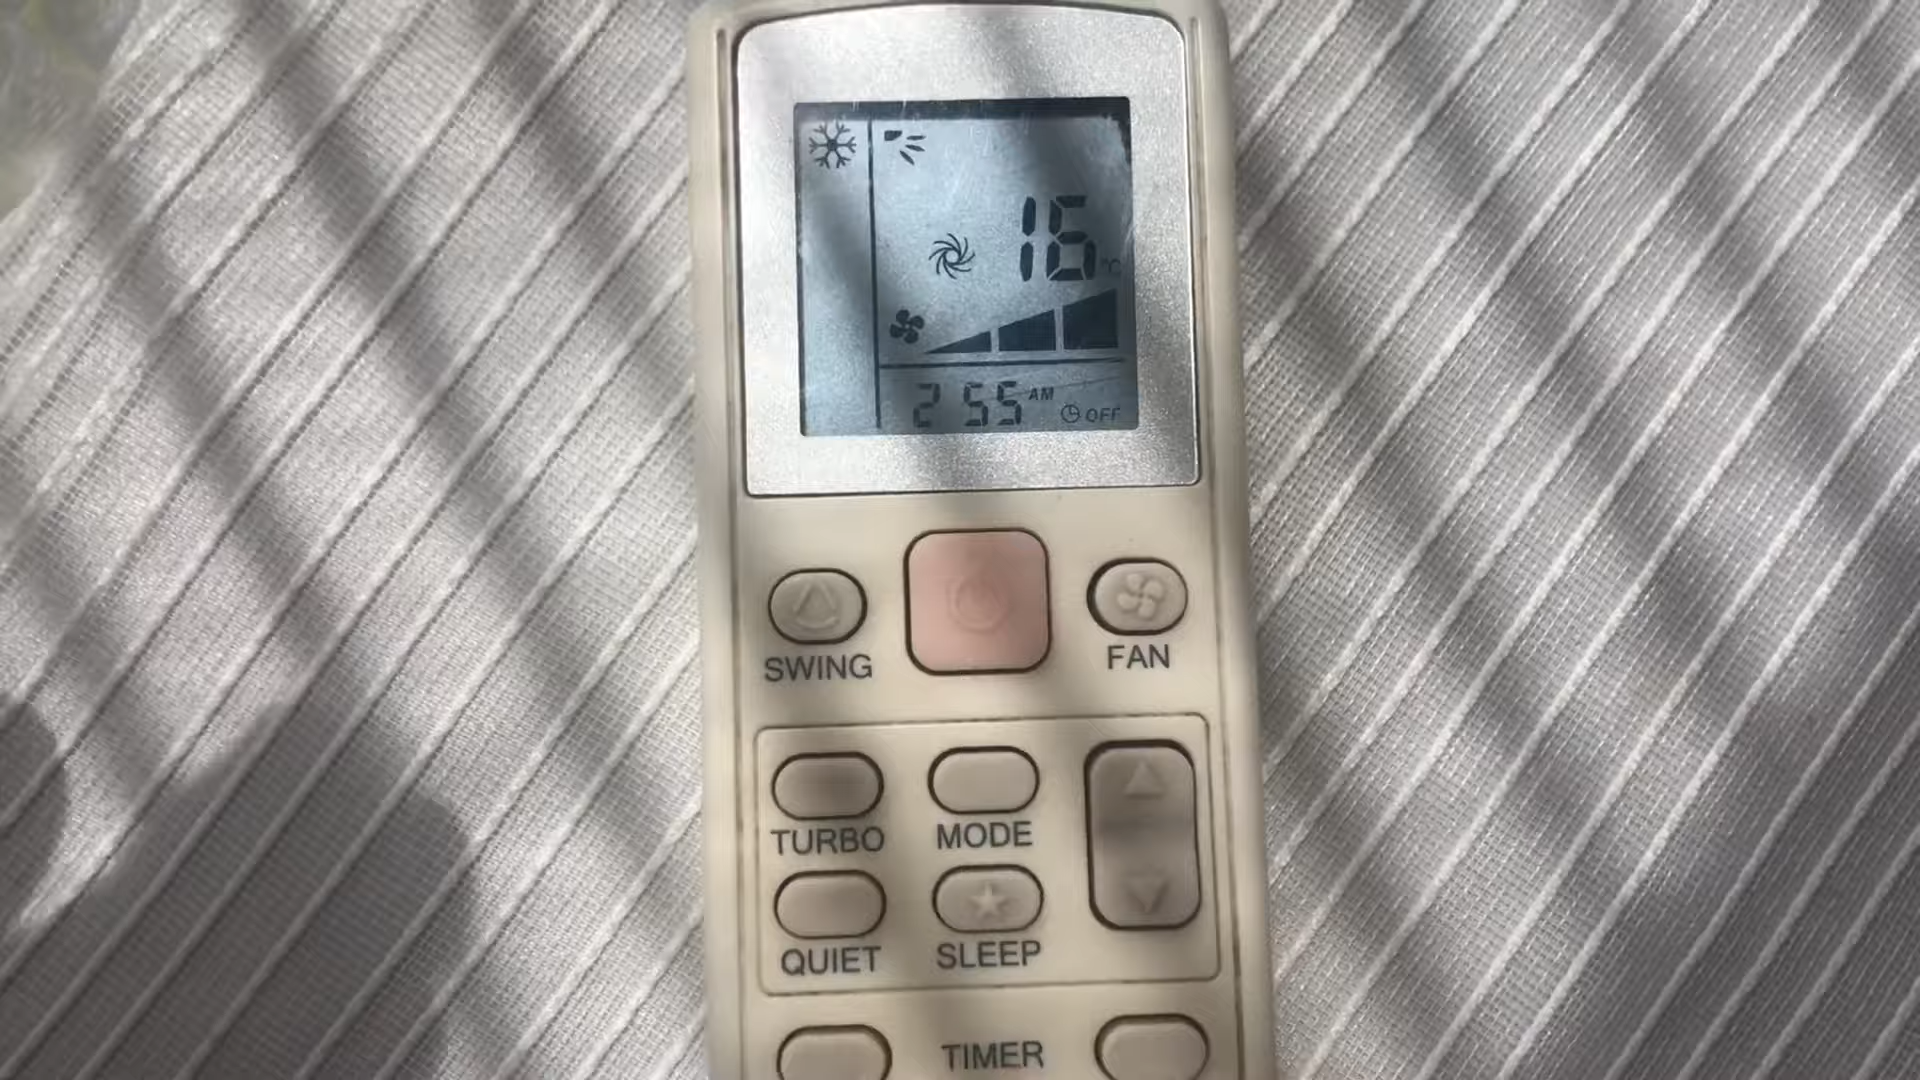 16 °C
2 55 AM OFF
SWING FAN
TURBO MODE
QUIET SLEEP
TIMER